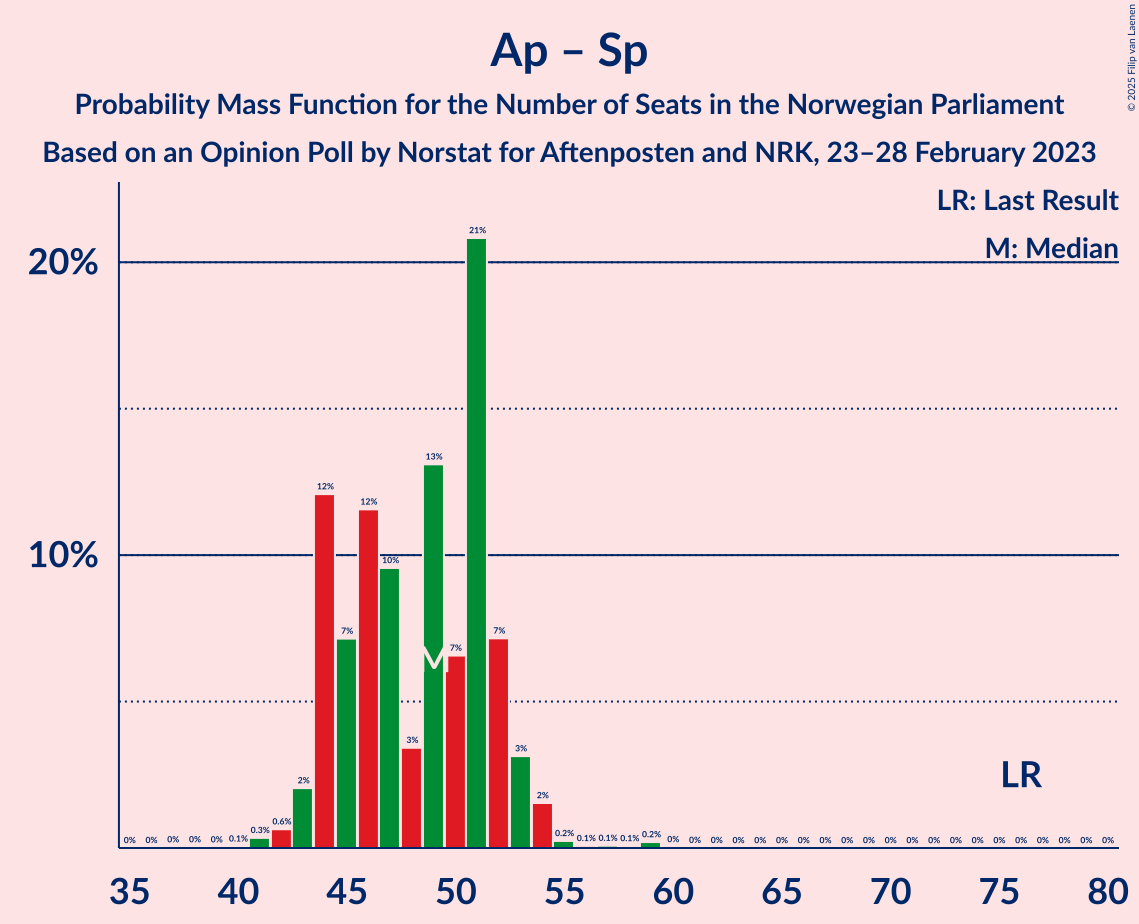 © 2025 Filip van Laenen
Ap – Sp
Probability Mass Function for the Number of Seats in the Norwegian Parliament
Based on an Opinion Poll by Norstat for Aftenposten and NRK, 23–28 February 2023
LR: Last Result
M: Median
20%
10%
0% 0% 0% 0% 0% 0.1% 0.3% 0.6% 2% 12% 7% 12% 10% 3% 13% 7% 21% 7% 3% 2% 0.2% 0.1% 0.1% 0.1% 0.2% 0% 0% 0% 0% 0% 0% 0% 0% 0% 0% 0% 0% 0% 0% 0% 0% 0% 0% 0% 0% 0%
M
LR
35 40 45 50 55 60 65 70 75 80